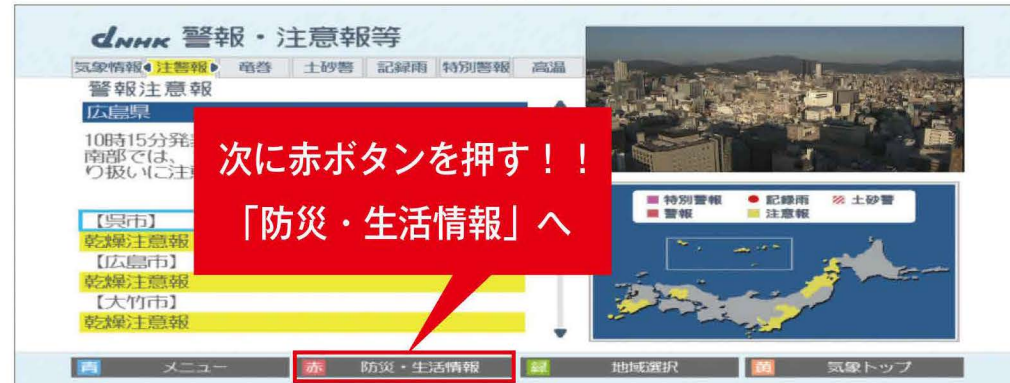 dNHK 警報・注意報等
気象情報 注警報 竜巻 土砂警 記録雨 特別警報 高温
警報注意報
広島県
10時15分発
南部では、
り扱いに注
次に赤ボタンを押す!!
「防災・生活情報」へ
【呉市】
乾燥注意報
【広島市】
乾燥注意報
【大竹市】
乾燥注意報
特別警報 記録雨 土砂警
警報 注意報
青 メニュー 赤 防災・生活情報 緑 地域選択 黄 気象トップ